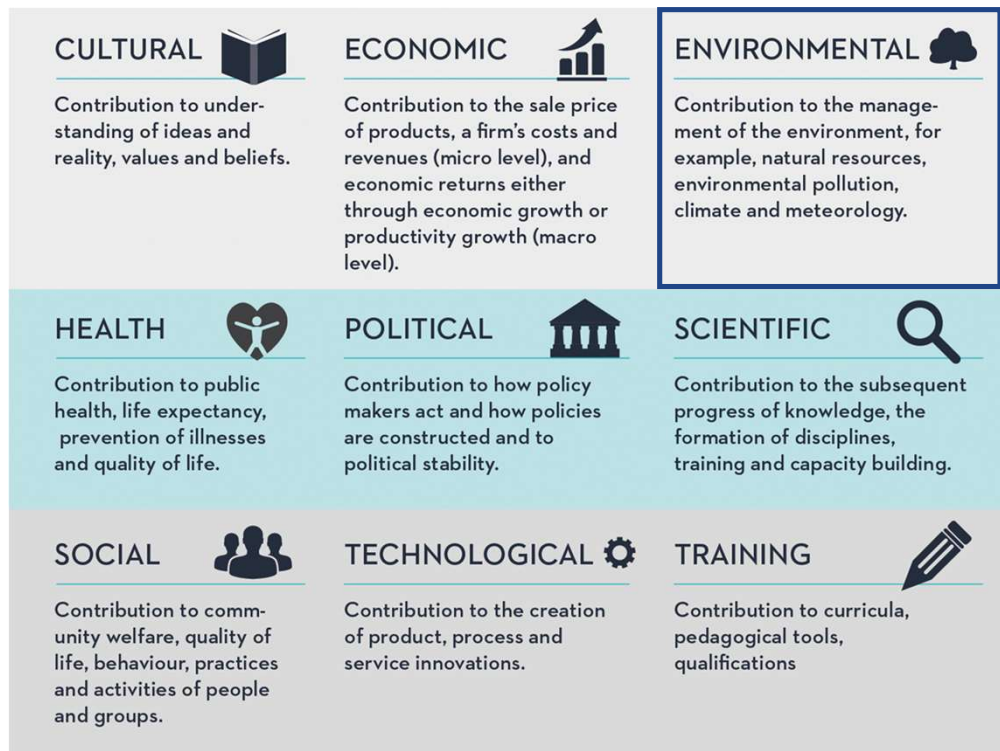 CULTURAL
Contribution to under-
standing of ideas and
reality, values and beliefs.
ECONOMIC
Contribution to the sale price
of products, a firm's costs and
revenues (micro level), and
economic returns either
through economic growth or
productivity growth (macro
level).
ENVIRONMENTAL
Contribution to the manage-
ment of the environment, for
example, natural resources,
environmental pollution,
climate and meteorology.
HEALTH
Contribution to public
health, life expectancy,
prevention of illnesses
and quality of life.
POLITICAL
Contribution to how policy
makers act and how policies
are constructed and to
political stability.
SCIENTIFIC
Contribution to the subsequent
progress of knowledge, the
formation of disciplines,
training and capacity building.
SOCIAL
Contribution to comm-
unity welfare, quality of
life, behaviour, practices
and activities of people
and groups.
TECHNOLOGICAL
Contribution to the creation
of product, process and
service innovations.
TRAINING
Contribution to curricula,
pedagogical tools,
qualifications